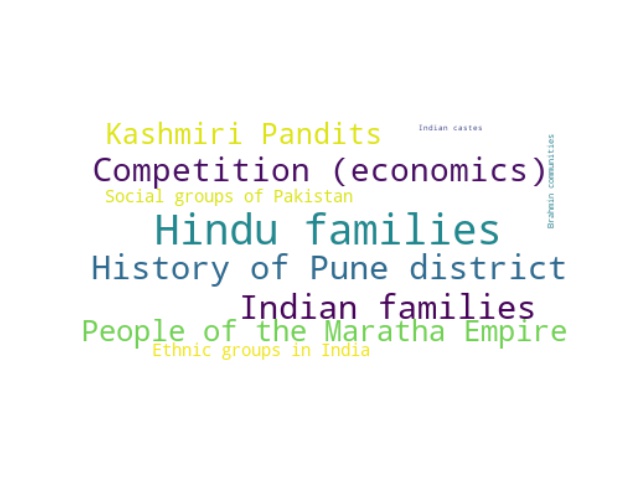 Kashmiri Pandits
Indian castes
Brahmin communities
Competition (economics)
Social groups of Pakistan
Hindu families
History of Pune district
Indian families
People of the Maratha Empire
Ethnic groups in India